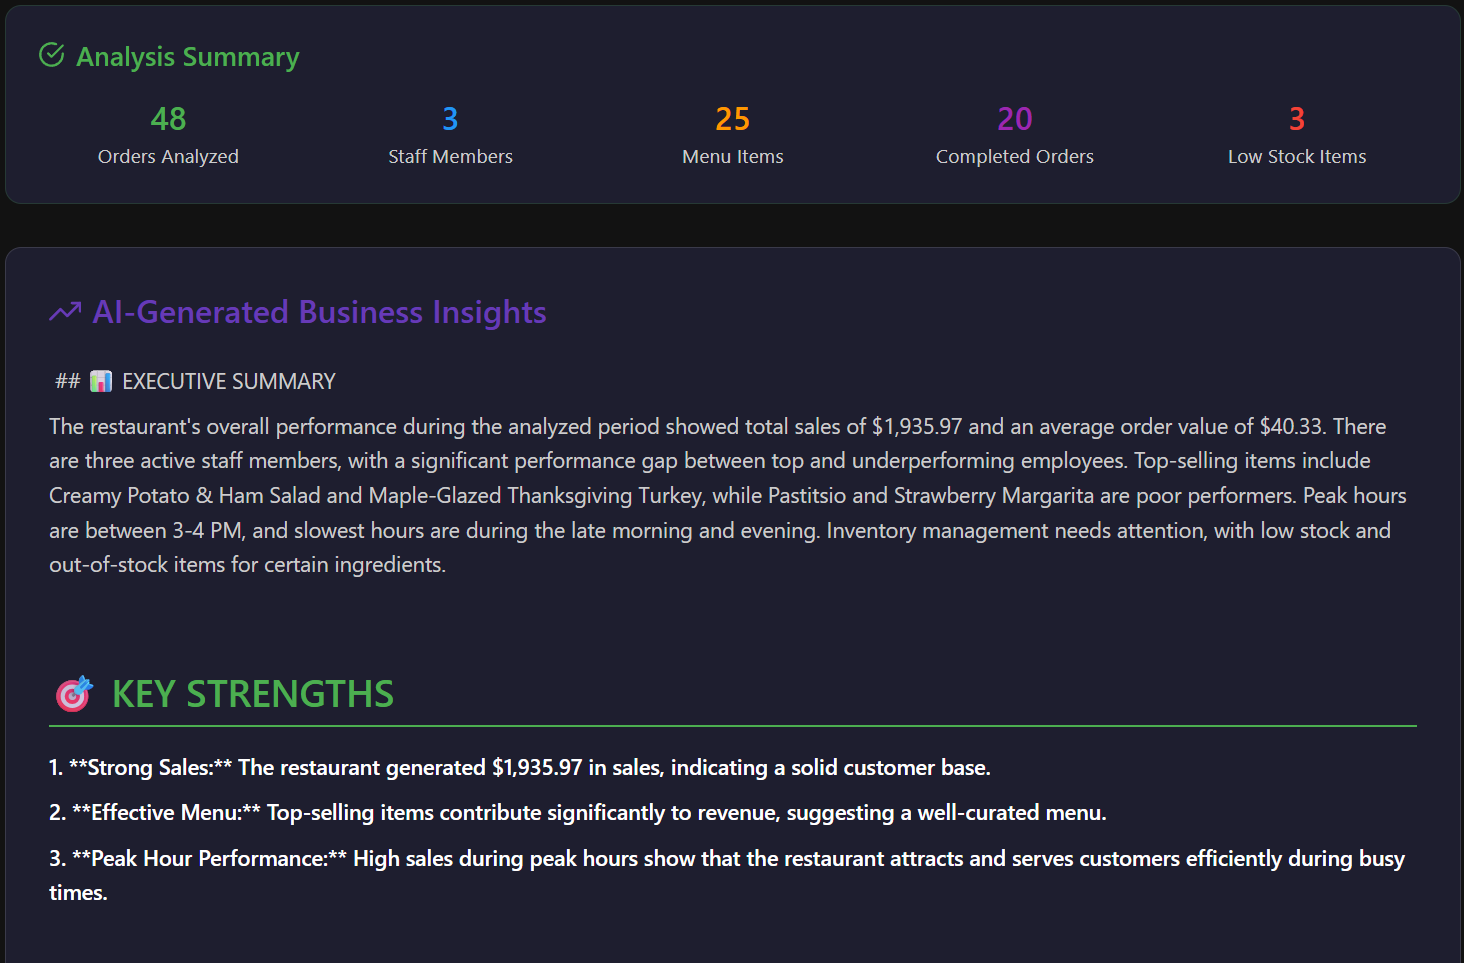 Analysis Summary
48
Orders Analyzed
3
Staff Members
25
Menu Items
20
Completed Orders
3
Low Stock Items
AI-Generated Business Insights
## 📊 EXECUTIVE SUMMARY
The restaurant's overall performance during the analyzed period showed total sales of $1,935.97 and an average order value of $40.33. There
are three active staff members, with a significant performance gap between top and underperforming employees. Top-selling items include
Creamy Potato & Ham Salad and Maple-Glazed Thanksgiving Turkey, while Pastitsio and Strawberry Margarita are poor performers. Peak hours
are between 3-4 PM, and slowest hours are during the late morning and evening. Inventory management needs attention, with low stock and
out-of-stock items for certain ingredients.
🎯 KEY STRENGTHS
1. **Strong Sales:** The restaurant generated $1,935.97 in sales, indicating a solid customer base.
2. **Effective Menu:** Top-selling items contribute significantly to revenue, suggesting a well-curated menu.
3. **Peak Hour Performance:** High sales during peak hours show that the restaurant attracts and serves customers efficiently during busy
times.